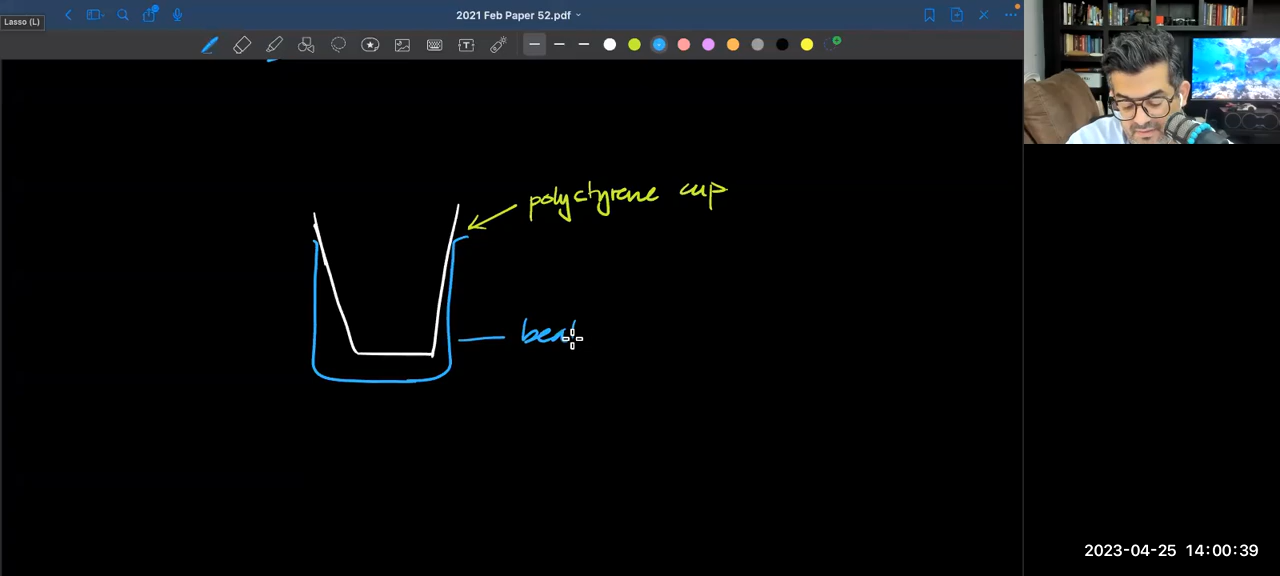 Lasso (L)
2021 Feb Paper 52.pdf
polystyrene cup
bea
2023-04-25 14:00:39